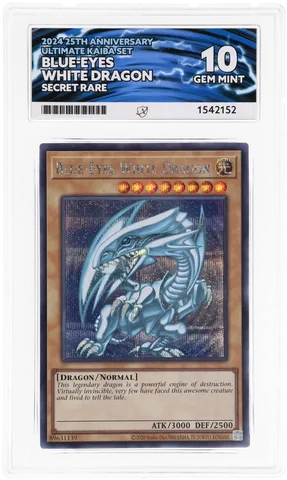 2024 25TH ANNIVERSARY
ULTIMATE KAIBA SET
BLUE-EYES
WHITE DRAGON
SECRET RARE
10
GEM MINT
1542152
BLUE-EYES WHITE DRAGON
[DRAGON/NORMAL]
This legendary dragon is a powerful engine of destruction.
Virtually invincible, very few have faced this awesome creature
and lived to tell the tale.
ATK/3000 DEF/2500
89631139